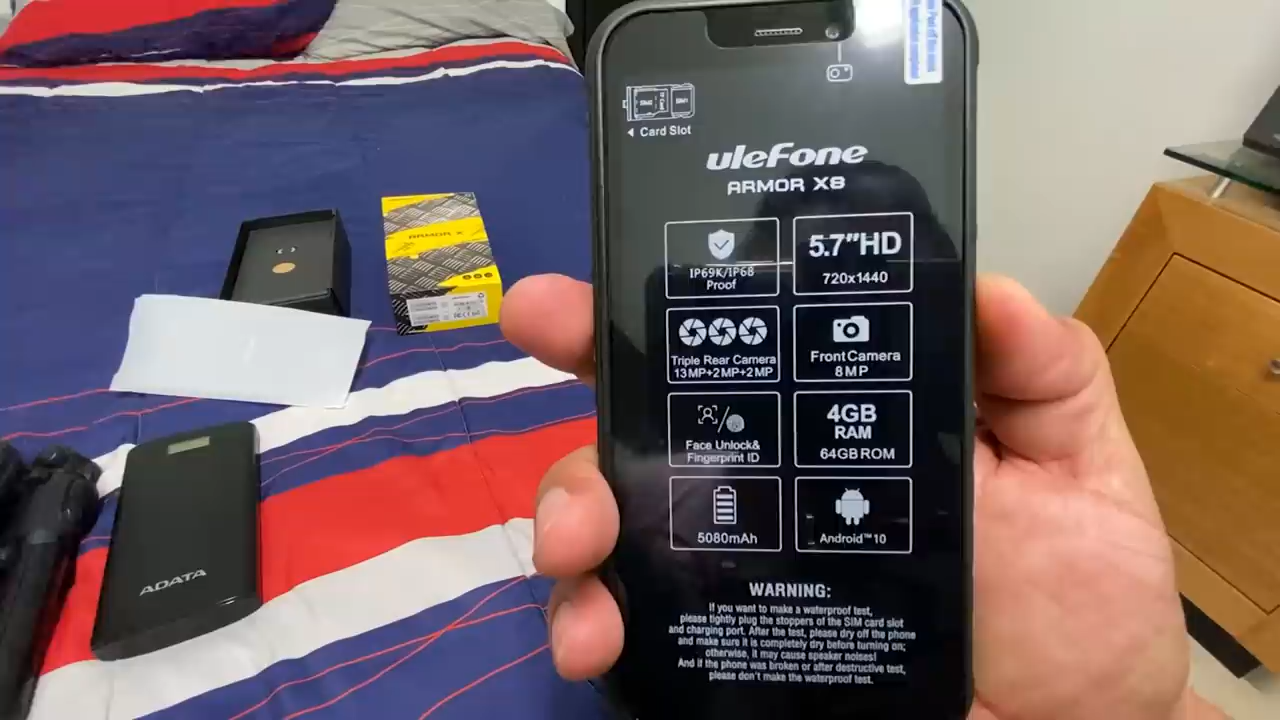 Card Slot
uleFone
ARMOR X8
IP69K/IP68
Proof
5.7"HD
720x1440
Triple Rear Camera
13MP+2MP+2MP
Front Camera
8MP
Face Unlock&
Fingerprint ID
4GB
RAM
64GB ROM
5080mAh
Android™10
WARNING:
If you want to make a waterproof test,
please tightly plug the stoppers of the SIM card slot
and charging port. After the test, please dry off the phone
and make sure it is completely dry before turning on;
otherwise, it may cause speaker noises!
And if the phone was broken or after destructive test,
please don't make the waterproof test.
ARMOR X
ADATA